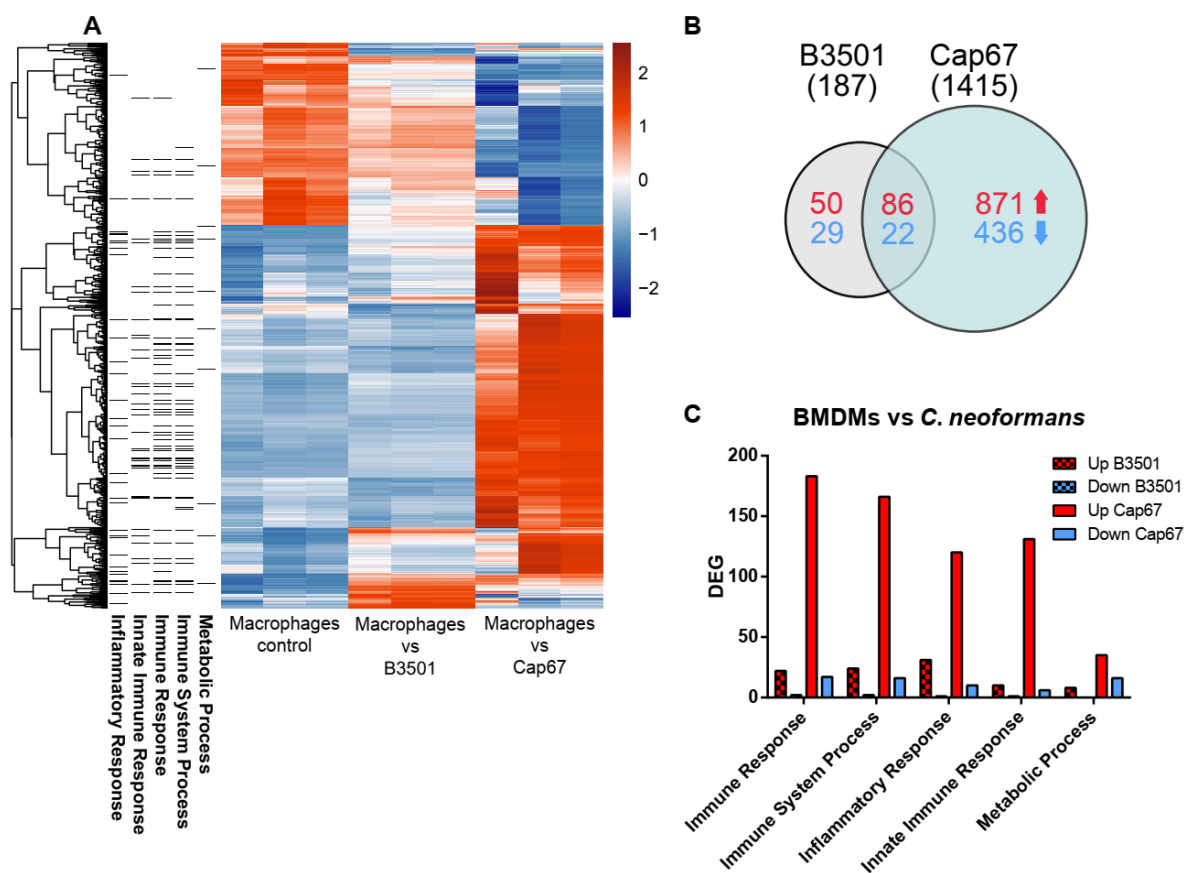 A
2
1
0
−1
−2
Inflammatory Response
Innate Immune Response
Immune Response
Immune System Process
Metabolic Process
Macrophages
control
Macrophages
vs
B3501
Macrophages
vs
Cap67
B
B3501
(187)
Cap67
(1415)
50
86
871
29
22
436
C
BMDMs vs C. neoformans
200
150
100
50
0
DEG
Up B3501
Down B3501
Up Cap67
Down Cap67
Immune Response
Immune System Process
Inflammatory Response
Innate Immune Response
Metabolic Process